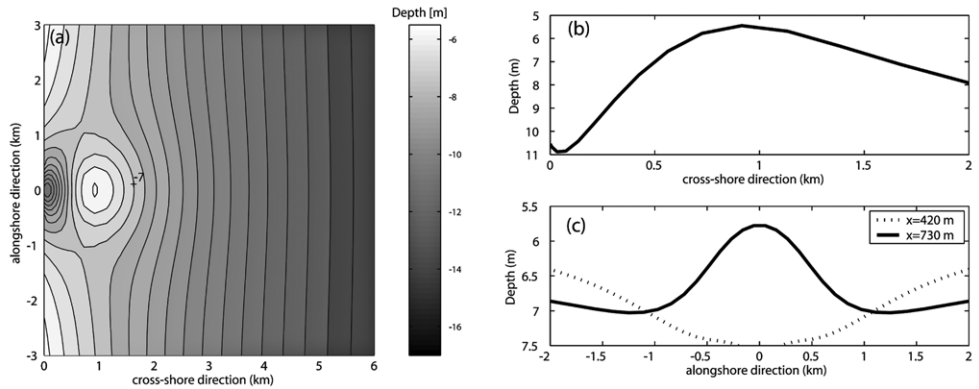 Depth [m]
(a)
3
2
1
0
-1
-2
-3
alongshore direction (km)
0 1 2 3 4 5 6
cross-shore direction (km)
-7
-6
-8
-10
-12
-14
-16
(b)
5
6
7
8
9
10
11
Depth (m)
0 0.5 1 1.5 2
cross-shore direction (km)
(c)
5.5
6
6.5
7
7.5
Depth (m)
x=420 m
x=730 m
-2 -1.5 -1 -0.5 0 0.5 1 1.5 2
alongshore direction (km)